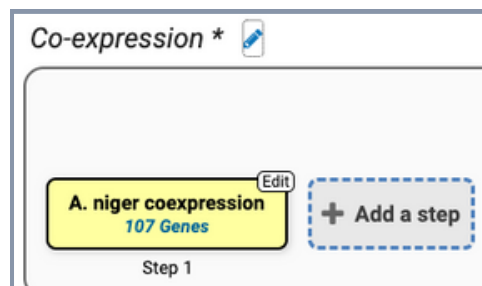 Co-expression *
Edit
A. niger coexpression
107 Genes
Add a step
Step 1